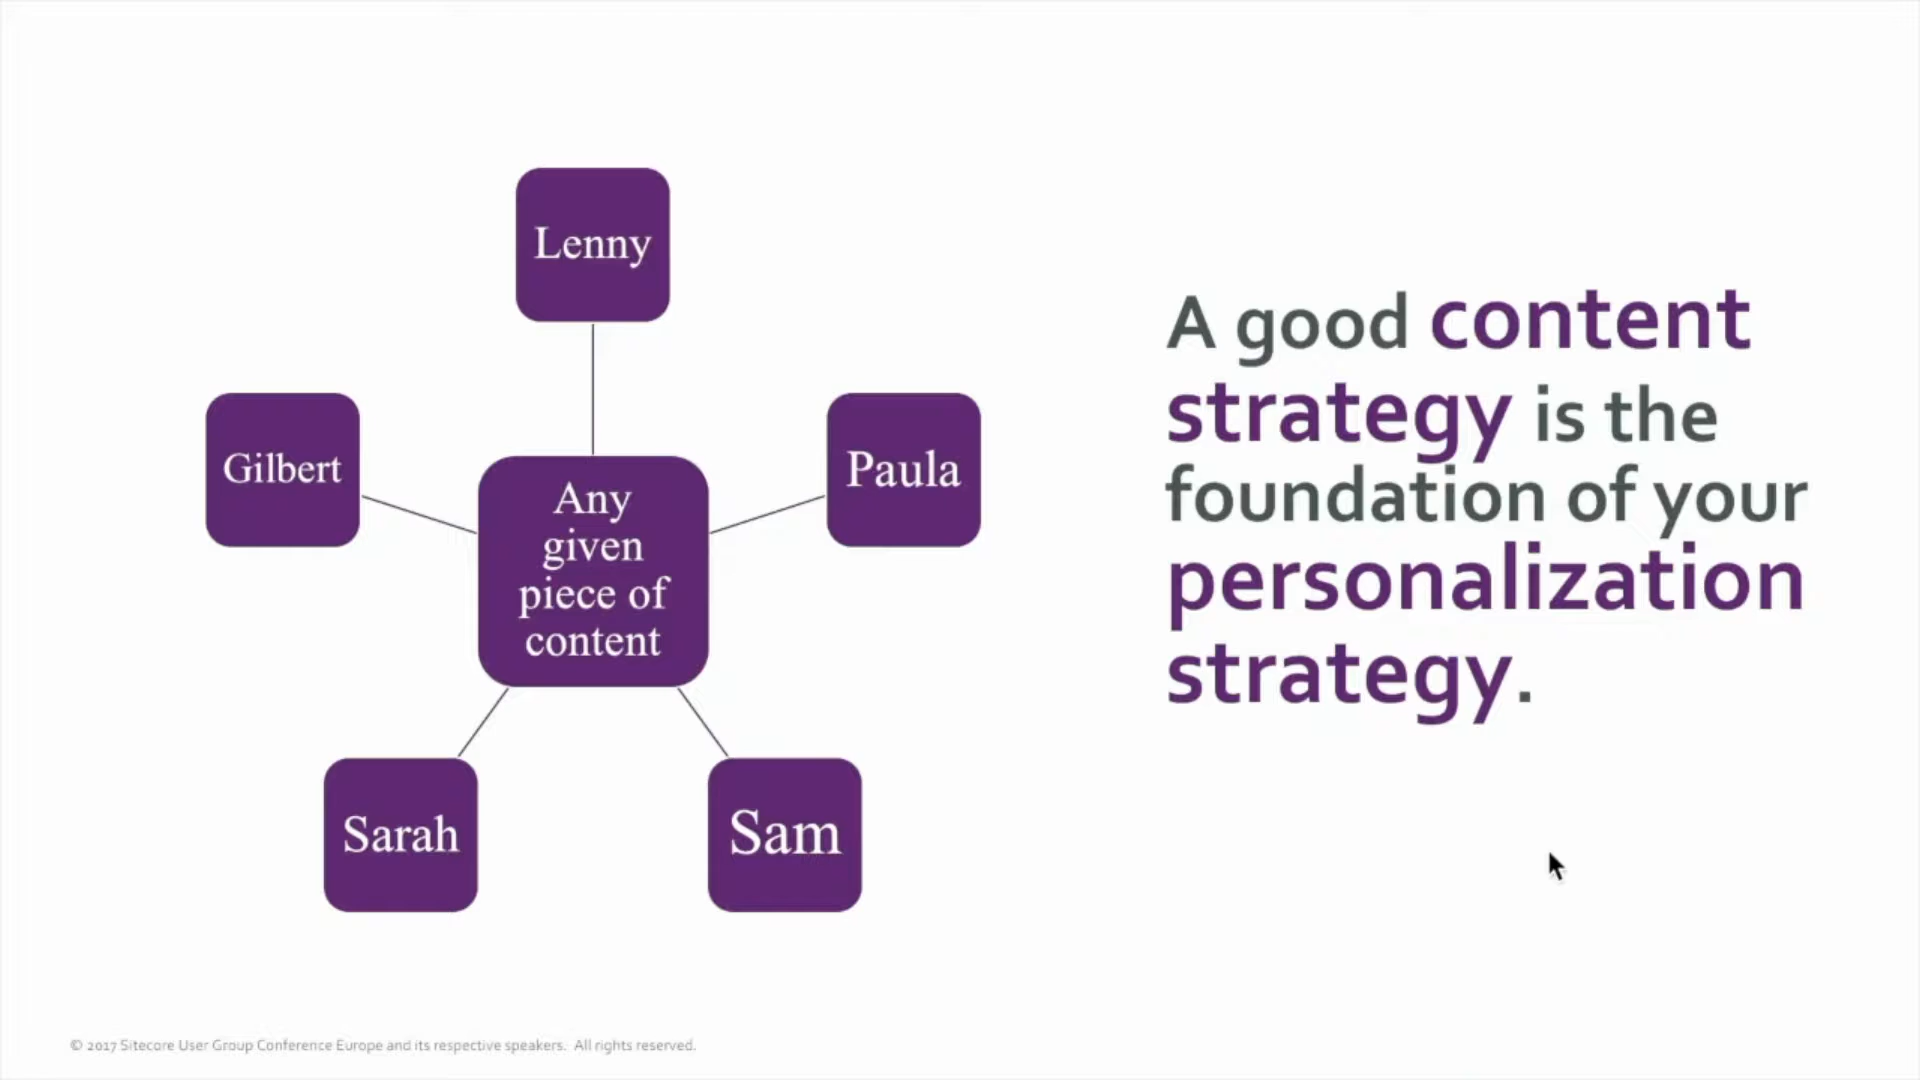 Lenny
Gilbert
Paula
Any
given
piece of
content
Sarah
Sam
A good content
strategy is the
foundation of your
personalization
strategy.
© 2017 Sitecore User Group Conference Europe and its respective speakers. All rights reserved.